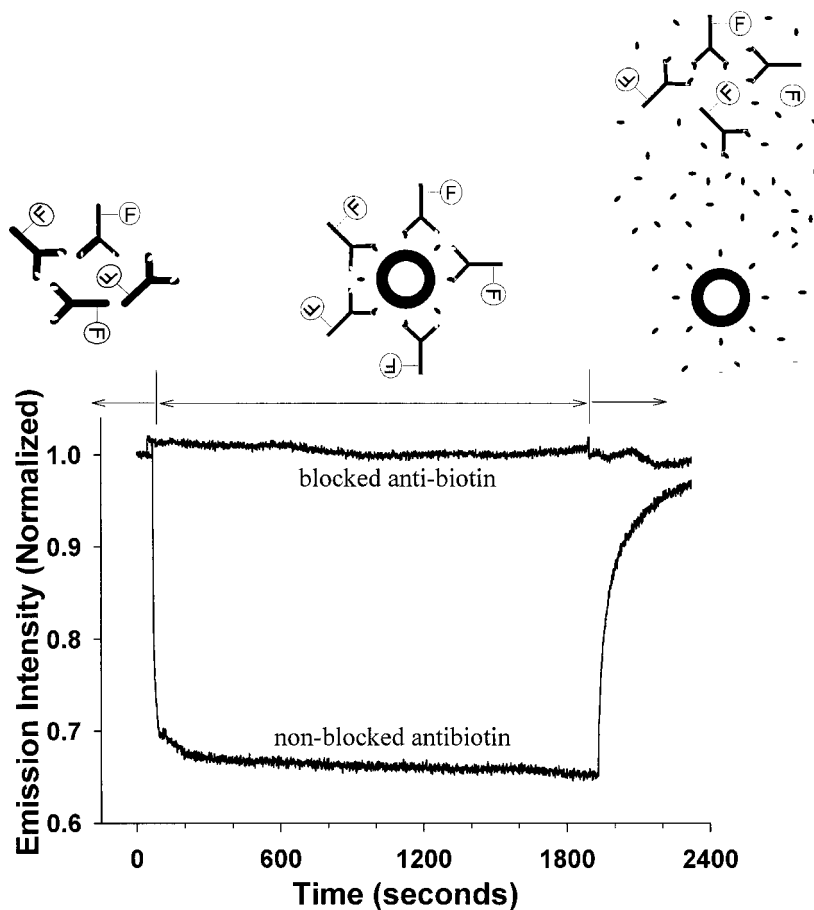 F
F
F
F
F
F
F
F
F
F
F
F
F
1.0
0.9
0.8
0.7
0.6
Emission Intensity (Normalized)
blocked anti-biotin
non-blocked antibiotin
0 600 1200 1800 2400
Time (seconds)